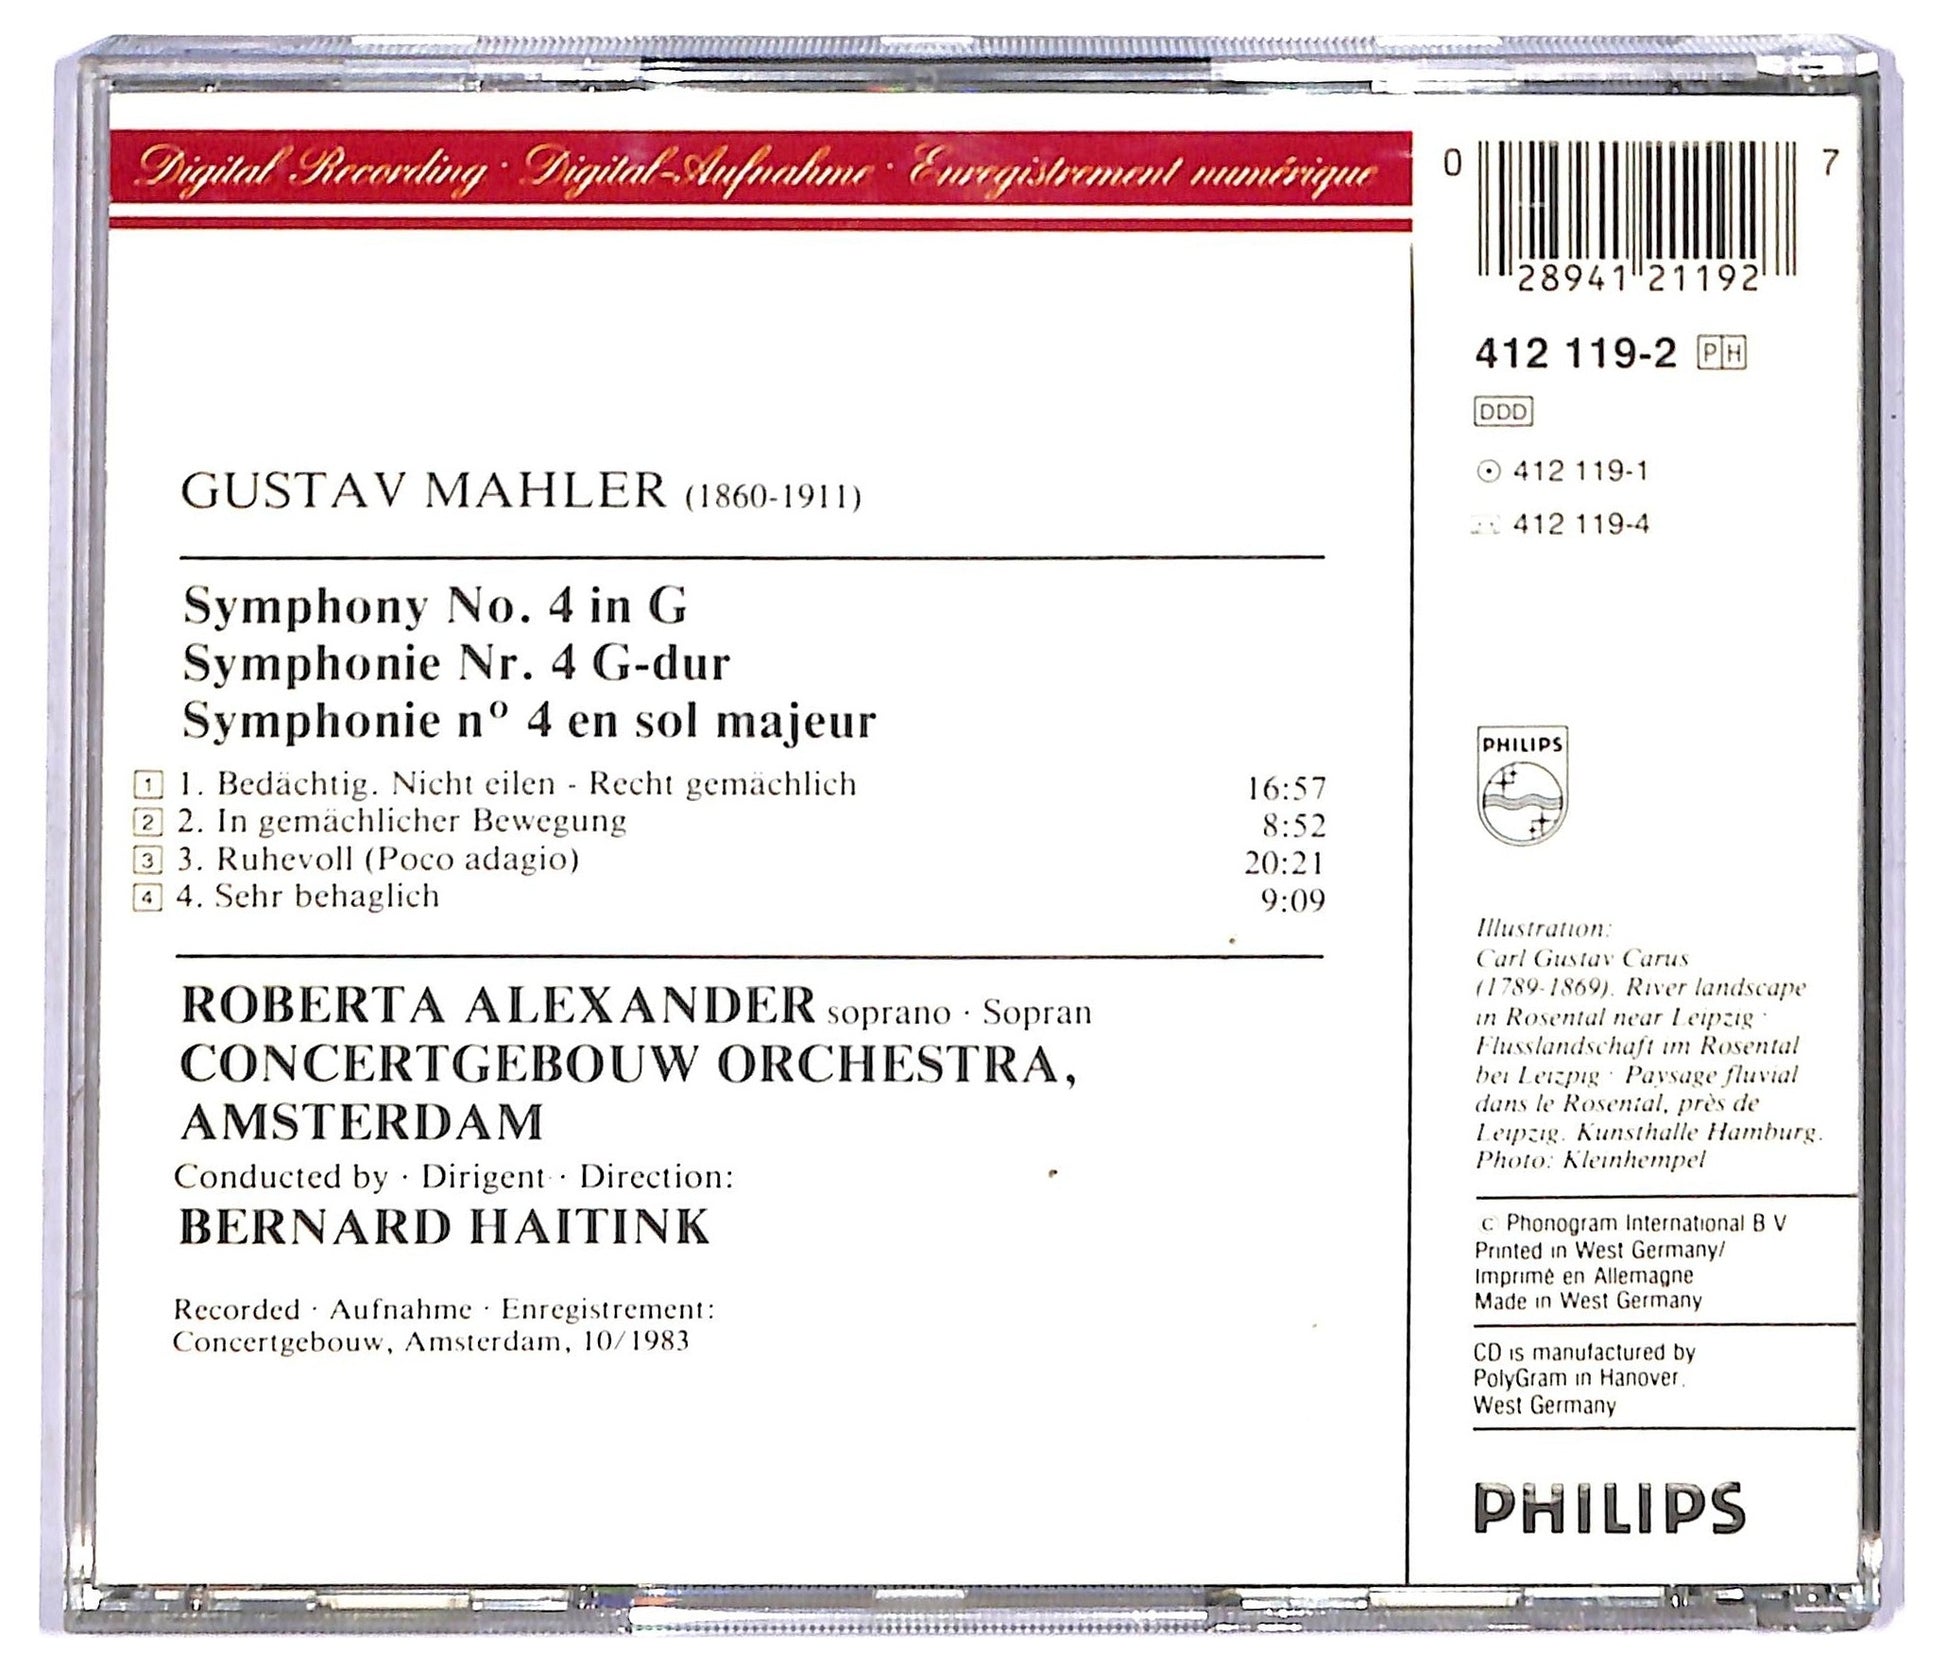 Digital Recording · Digital-Aufnahme · Enregistrement numérique
GUSTAV MAHLER (1860-1911)
Symphony No. 4 in G
Symphonie Nr. 4 G-dur
Symphonie nº 4 en sol majeur
1 1. Bedächtig. Nicht eilen - Recht gemächlich 16:57
2 2. In gemächlicher Bewegung 8:52
3 3. Ruhevoll (Poco adagio) 20:21
4 4. Sehr behaglich 9:09
ROBERTA ALEXANDER soprano · Sopran
CONCERTGEBOUW ORCHESTRA,
AMSTERDAM
Conducted by · Dirigent · Direction:
BERNARD HAITINK
Recorded · Aufnahme · Enregistrement:
Concertgebouw, Amsterdam, 10/1983
0 7
28941 21192
412 119-2 PH
DDD
412 119-1
412 119-4
PHILIPS
Illustration:
Carl Gustav Carus
(1789-1869). River landscape
in Rosental near Leipzig ·
Flusslandschaft im Rosental
bei Leizpig · Paysage fluvial
dans le Rosental, près de
Leipzig. Kunsthalle Hamburg.
Photo: Kleinhempel
© Phonogram International B V
Printed in West Germany/
Imprimé en Allemagne
Made in West Germany
CD is manufactured by
PolyGram in Hanover,
West Germany
PHILIPS